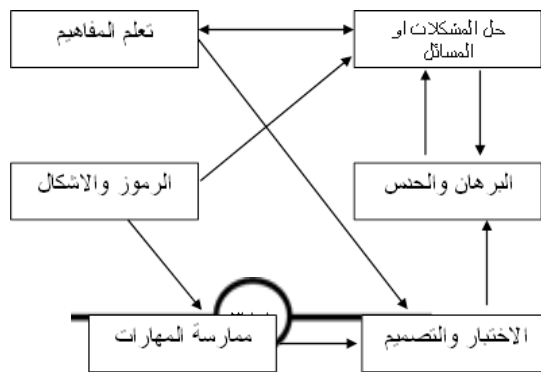 تعلم المفاهيم
حل المشكلات او
المسائل
الرموز والاشكال
البرهان والحدس
ممارسة المهارات
الاختبار والتصميم